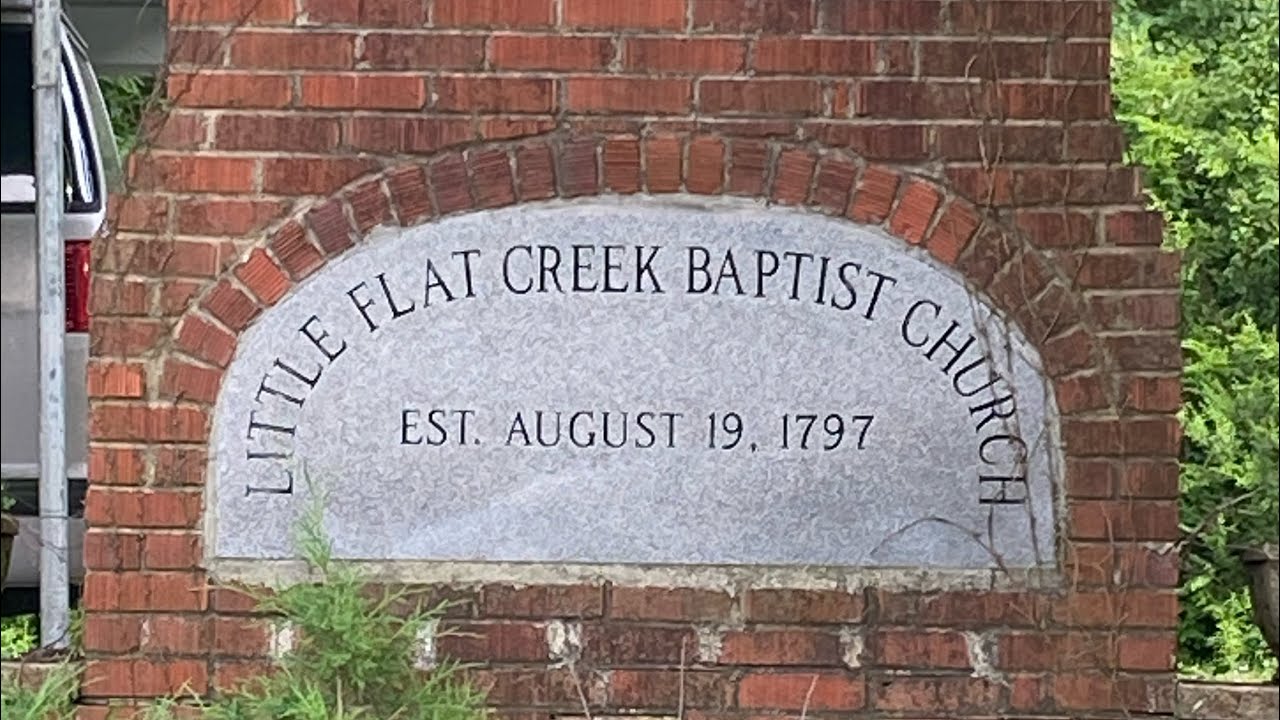 LITTLE FLAT CREEK BAPTIST CHURCH
EST. AUGUST 19, 1797